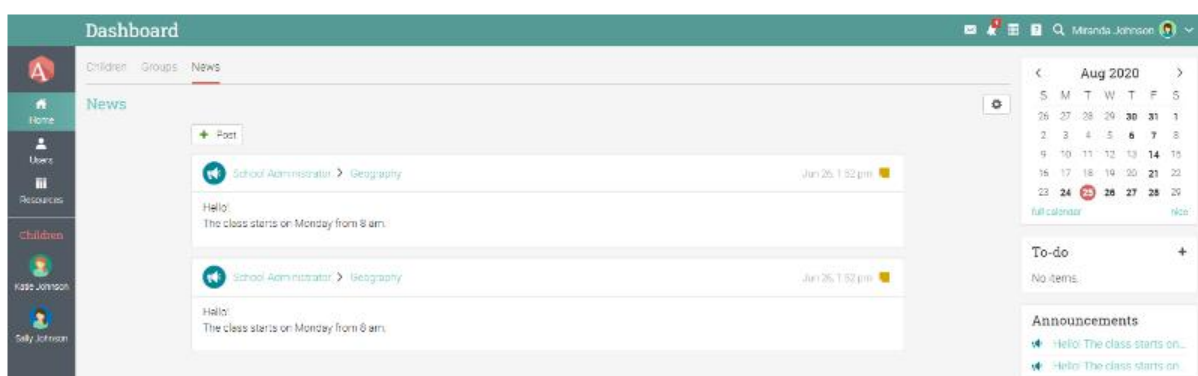 Dashboard
1
Miranda Johnson
A
Home
Users
Resources
Children
Katie Johnson
Sally Johnson
Children Groups News
News
+ Post
School Administrator > Geography Jun 26, 1:52 pm
Hello!
The class starts on Monday from 8 am.
School Administrator > Geography Jun 26, 1:52 pm
Hello!
The class starts on Monday from 8 am.
< Aug 2020 >
S M T W T F S
26 27 28 29 30 31 1
2 3 4 5 6 7 8
9 10 11 12 13 14 15
16 17 18 19 20 21 22
23 24 25 26 27 28 29
full calendar
To-do +
No items.
Announcements
Hello! The class starts on...
Hello! The class starts on...